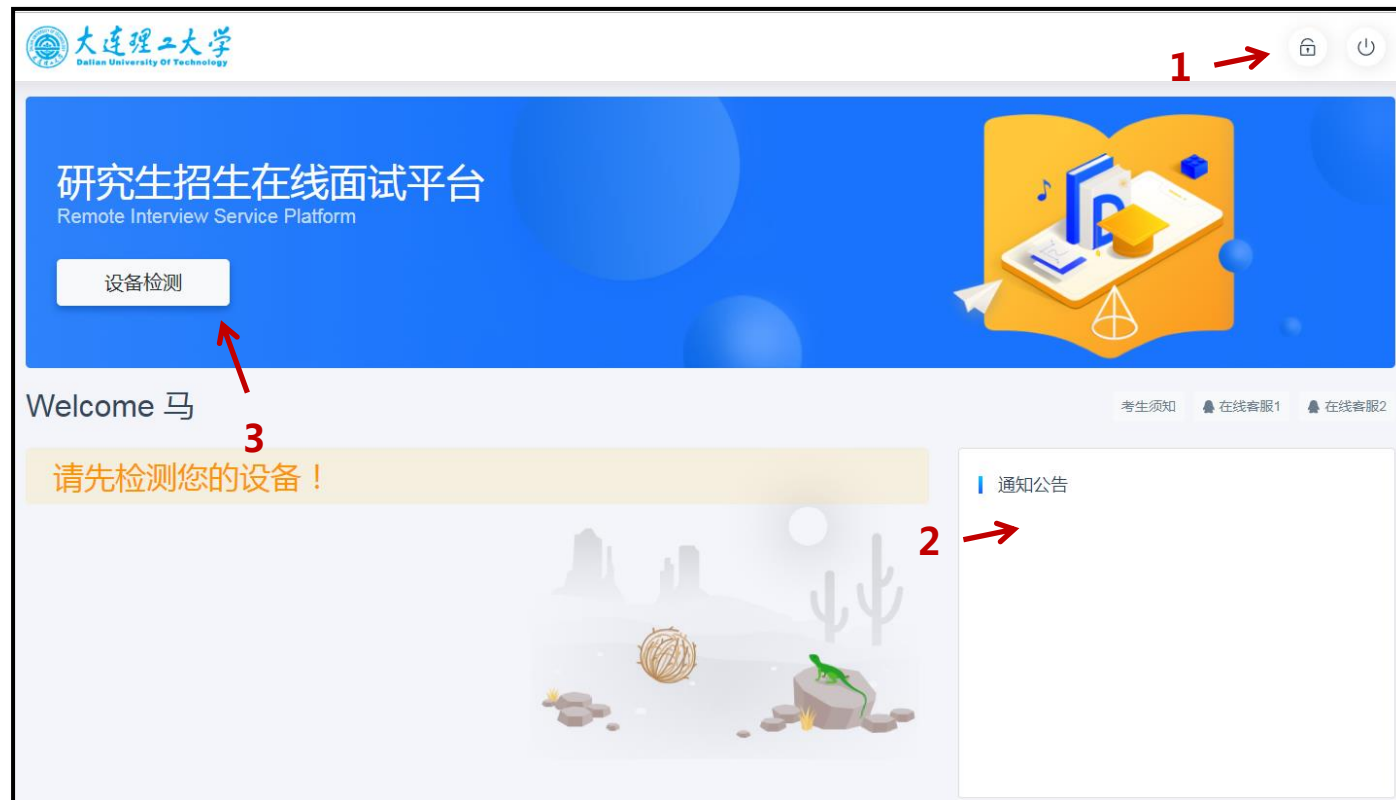 大连理工大学
Dalian University Of Technology
1
研究生招生在线面试平台
Remote Interview Service Platform
设备检测
3
Welcome 马
考生须知 在线客服1 在线客服2
请先检测您的设备！
通知公告
2